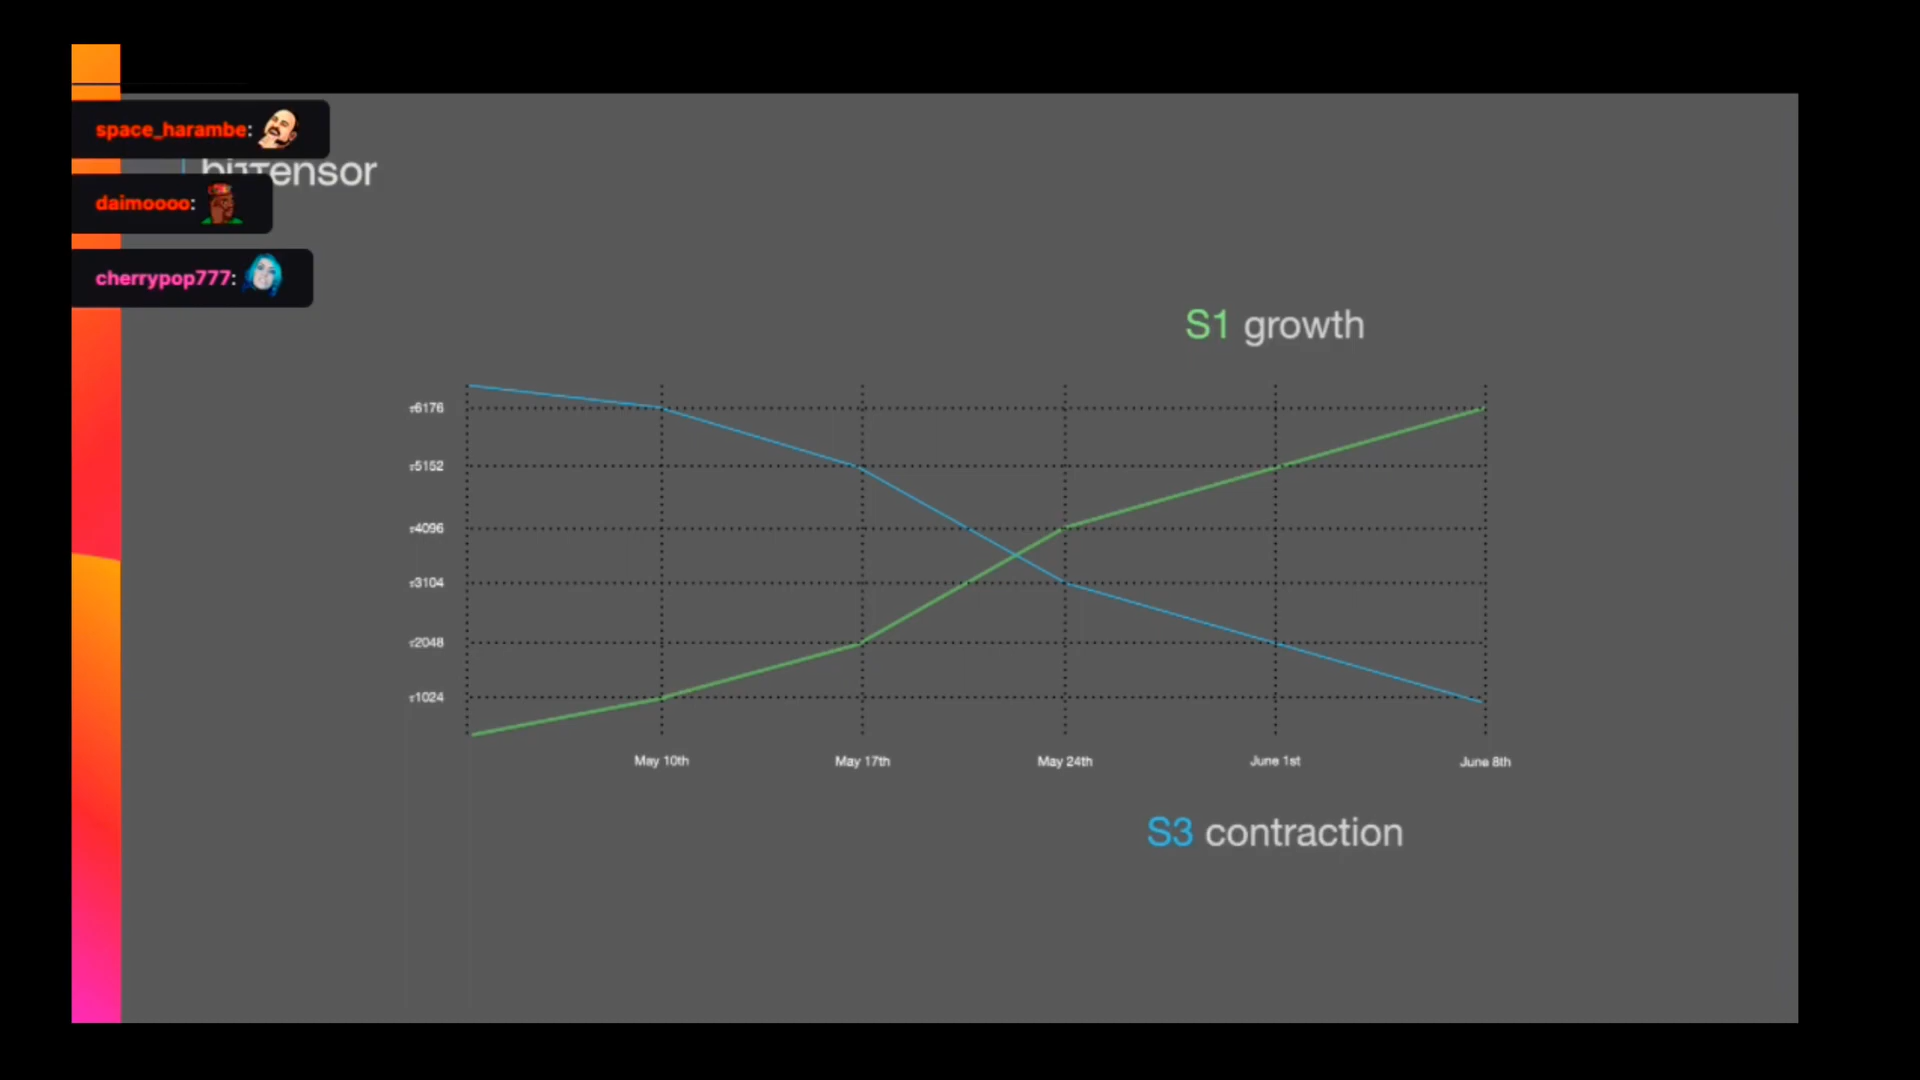 space_harambe:
bittensor
daimoooo:
cherrypop777:
S1 growth
τ6176
τ5152
τ4096
τ3104
τ2048
τ1024
May 10th May 17th May 24th June 1st June 8th
S3 contraction